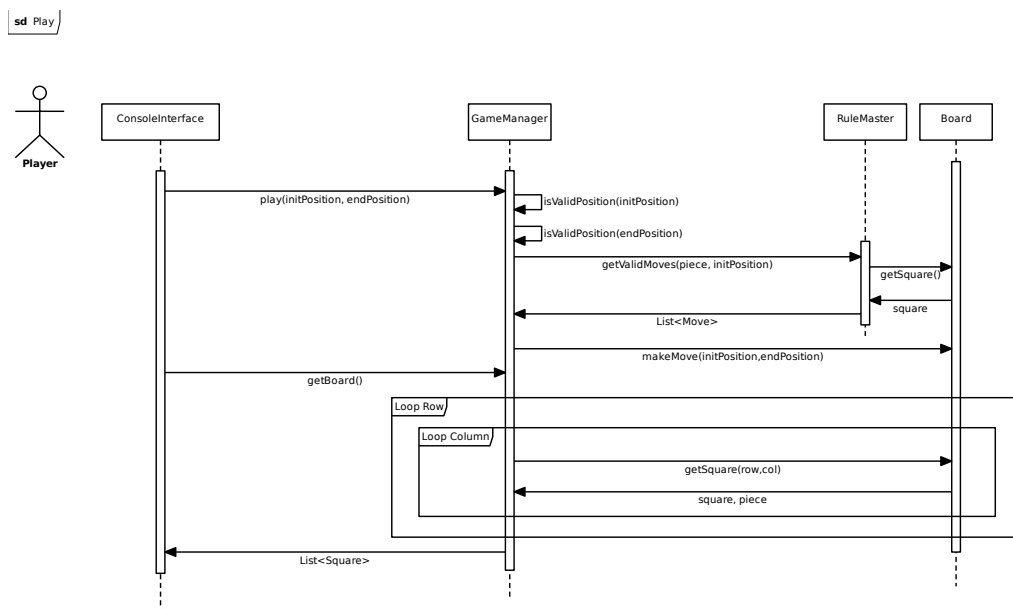 sd Play
Player
ConsoleInterface
GameManager
RuleMaster
Board
play(initPosition, endPosition)
isValidPosition(initPosition)
isValidPosition(endPosition)
getValidMoves(piece, initPosition)
getSquare()
square
List<Move>
makeMove(initPosition,endPosition)
getBoard()
Loop Row
Loop Column
getSquare(row,col)
square, piece
List<Square>